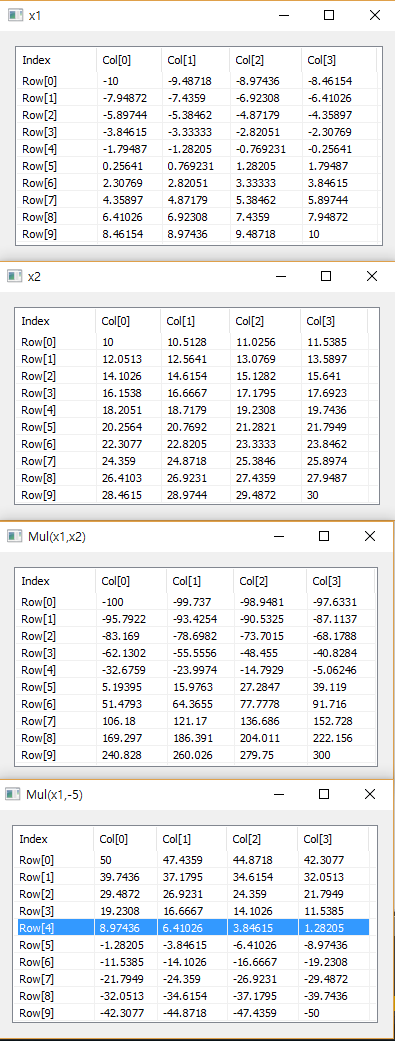 x1
Index Col[0] Col[1] Col[2] Col[3]
Row[0] -10 -9.48718 -8.97436 -8.46154
Row[1] -7.94872 -7.4359 -6.92308 -6.41026
Row[2] -5.89744 -5.38462 -4.87179 -4.35897
Row[3] -3.84615 -3.33333 -2.82051 -2.30769
Row[4] -1.79487 -1.28205 -0.769231 -0.25641
Row[5] 0.25641 0.769231 1.28205 1.79487
Row[6] 2.30769 2.82051 3.33333 3.84615
Row[7] 4.35897 4.87179 5.38462 5.89744
Row[8] 6.41026 6.92308 7.4359 7.94872
Row[9] 8.46154 8.97436 9.48718 10
x2
Index Col[0] Col[1] Col[2] Col[3]
Row[0] 10 10.5128 11.0256 11.5385
Row[1] 12.0513 12.5641 13.0769 13.5897
Row[2] 14.1026 14.6154 15.1282 15.641
Row[3] 16.1538 16.6667 17.1795 17.6923
Row[4] 18.2051 18.7179 19.2308 19.7436
Row[5] 20.2564 20.7692 21.2821 21.7949
Row[6] 22.3077 22.8205 23.3333 23.8462
Row[7] 24.359 24.8718 25.3846 25.8974
Row[8] 26.4103 26.9231 27.4359 27.9487
Row[9] 28.4615 28.9744 29.4872 30
Mul(x1,x2)
Index Col[0] Col[1] Col[2] Col[3]
Row[0] -100 -99.737 -98.9481 -97.6331
Row[1] -95.7922 -93.4254 -90.5325 -87.1137
Row[2] -83.169 -78.6982 -73.7015 -68.1788
Row[3] -62.1302 -55.5556 -48.455 -40.8284
Row[4] -32.6759 -23.9974 -14.7929 -5.06246
Row[5] 5.19395 15.9763 27.2847 39.119
Row[6] 51.4793 64.3655 77.7778 91.716
Row[7] 106.18 121.17 136.686 152.728
Row[8] 169.297 186.391 204.011 222.156
Row[9] 240.828 260.026 279.75 300
Mul(x1,-5)
Index Col[0] Col[1] Col[2] Col[3]
Row[0] 50 47.4359 44.8718 42.3077
Row[1] 39.7436 37.1795 34.6154 32.0513
Row[2] 29.4872 26.9231 24.359 21.7949
Row[3] 19.2308 16.6667 14.1026 11.5385
Row[4] 8.97436 6.41026 3.84615 1.28205
Row[5] -1.28205 -3.84615 -6.41026 -8.97436
Row[6] -11.5385 -14.1026 -16.6667 -19.2308
Row[7] -21.7949 -24.359 -26.9231 -29.4872
Row[8] -32.0513 -34.6154 -37.1795 -39.7436
Row[9] -42.3077 -44.8718 -47.4359 -50